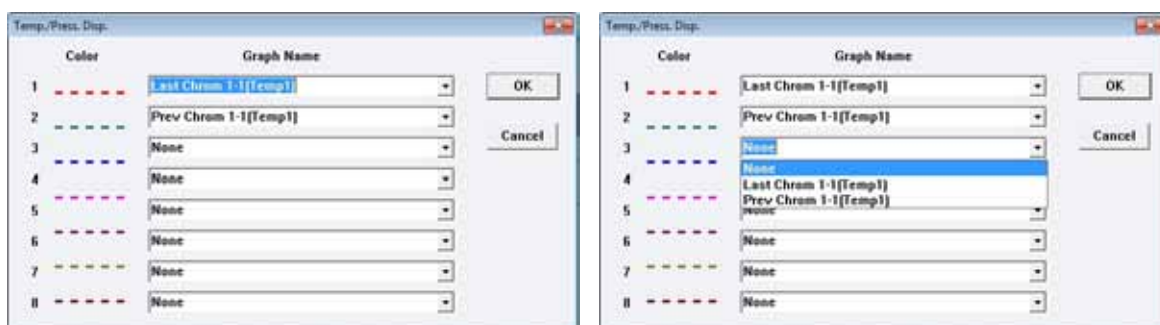 Temp./Press. Disp.
Color Graph Name
1 Last Chrom 1-1(Temp1) OK
2 Prev Chrom 1-1(Temp1)
Cancel
3 None
4 None
5 None
6 None
7 None
8 None
Temp./Press. Disp.
Color Graph Name
1 Last Chrom 1-1(Temp1) OK
2 Prev Chrom 1-1(Temp1)
Cancel
3 None
None
4 Last Chrom 1-1(Temp1)
Prev Chrom 1-1(Temp1)
5 None
6 None
7 None
8 None